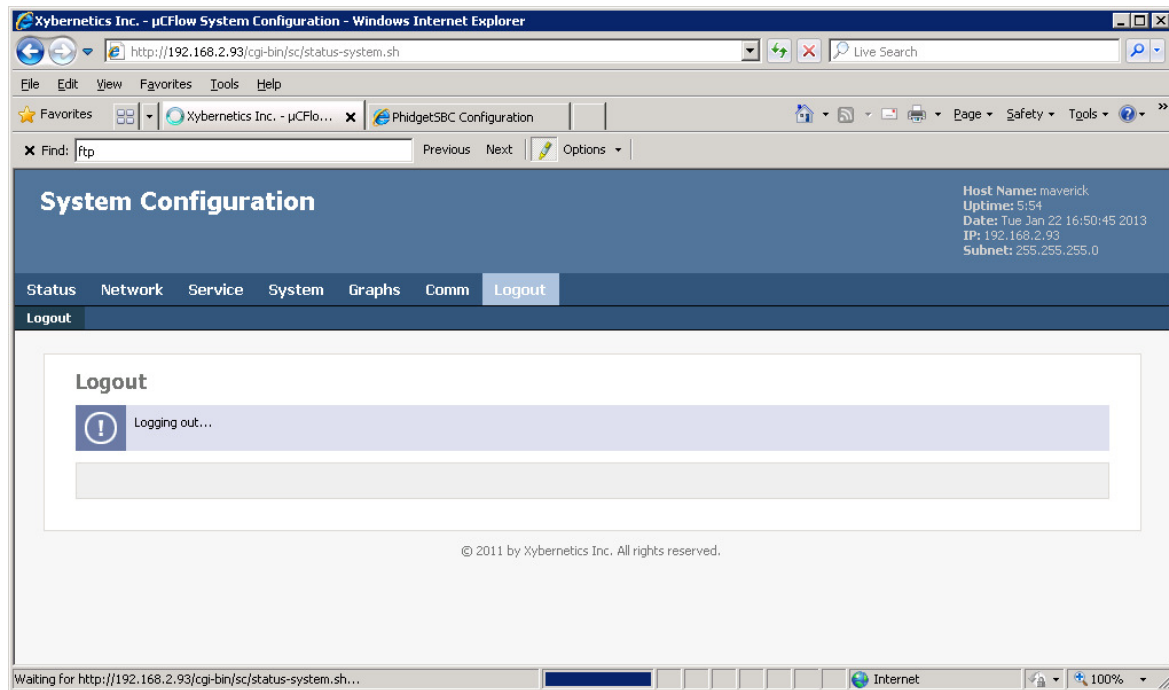 Xybernetics Inc. - µCFlow System Configuration - Windows Internet Explorer
http://192.168.2.93/cgi-bin/sc/status-system.sh
Live Search
File Edit View Favorites Tools Help
Favorites
Xybernetics Inc. - µCFlo...
PhidgetSBC Configuration
Page
Safety
Tools
»
x Find: ftp
Previous Next
Options
System Configuration
Host Name: maverick
Uptime: 5:54
Date: Tue Jan 22 16:50:45 2013
IP: 192.168.2.93
Subnet: 255.255.255.0
Status Network Service System Graphs Comm Logout
Logout
Logout
Logging out...
© 2011 by Xybernetics Inc. All rights reserved.
Waiting for http://192.168.2.93/cgi-bin/sc/status-system.sh...
Internet
100%